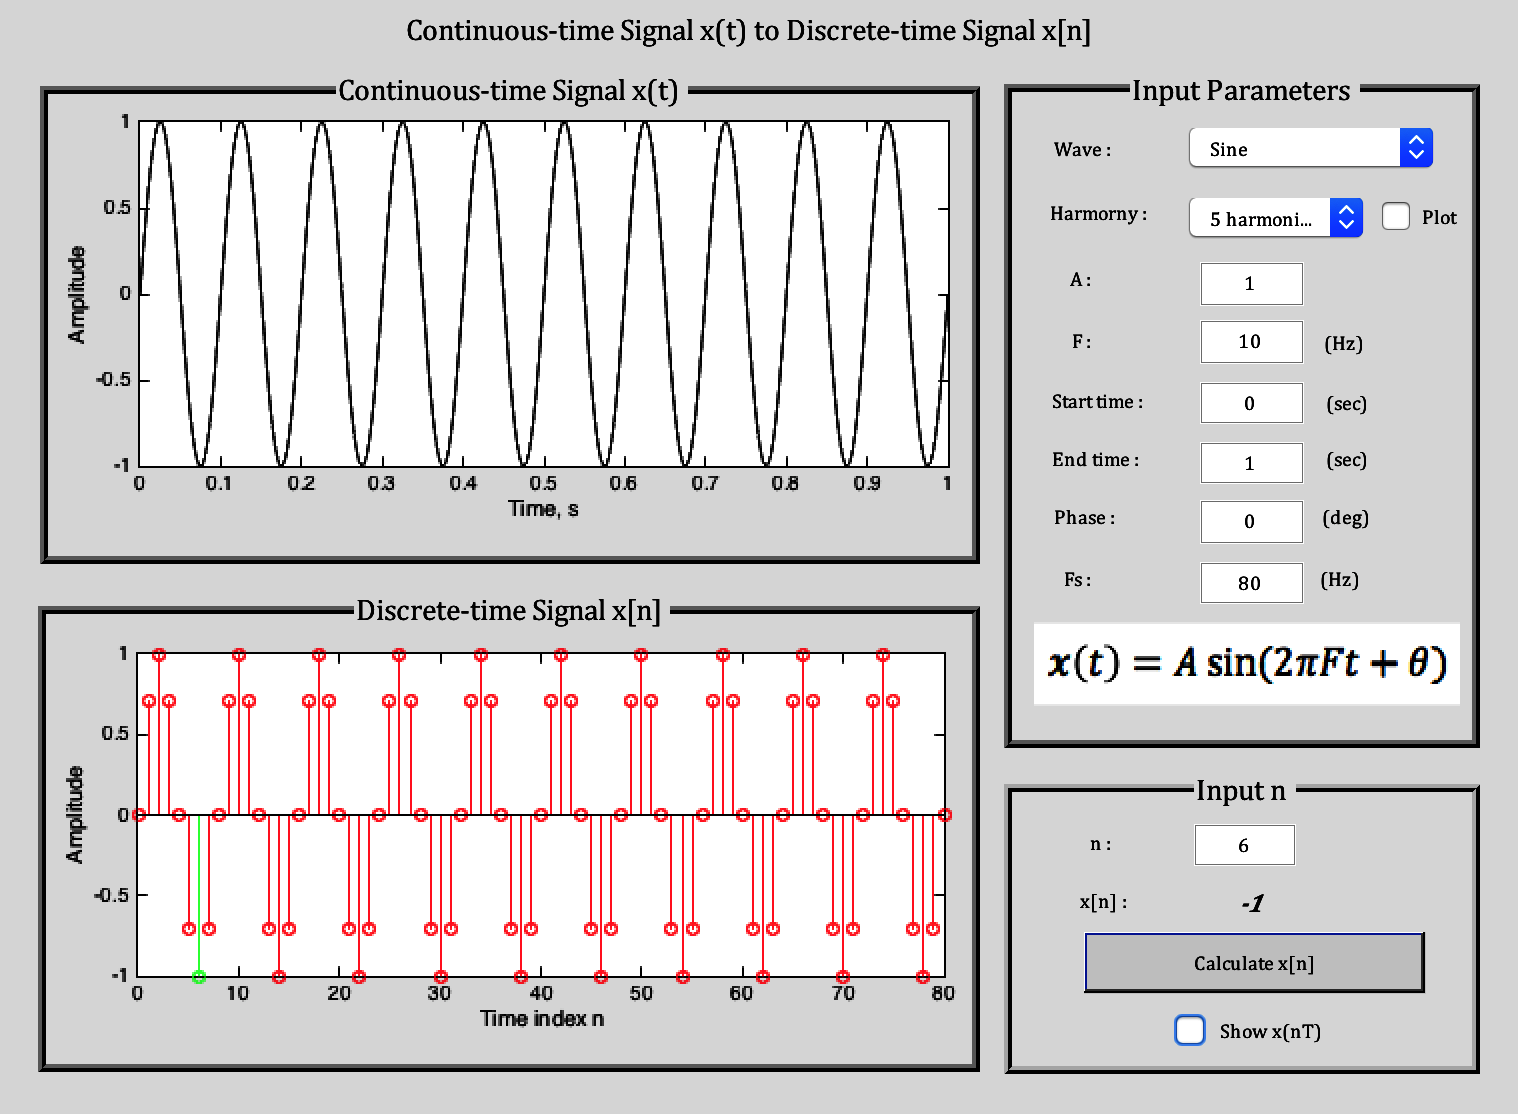 Continuous-time Signal x(t) to Discrete-time Signal x[n]
Continuous-time Signal x(t)
1
0.5
0
-0.5
-1
Amplitude
0 0.1 0.2 0.3 0.4 0.5 0.6 0.7 0.8 0.9 1
Time, s
Discrete-time Signal x[n]
1
0.5
0
-0.5
-1
Amplitude
0 10 20 30 40 50 60 70 80
Time index n
Input Parameters
Wave : Sine
Harmorny : 5 harmoni... Plot
A : 1
F : 10 (Hz)
Start time : 0 (sec)
End time : 1 (sec)
Phase : 0 (deg)
Fs : 80 (Hz)
x(t) = A sin(2πFt + θ)
Input n
n : 6
x[n] : -1
Calculate x[n]
Show x(nT)